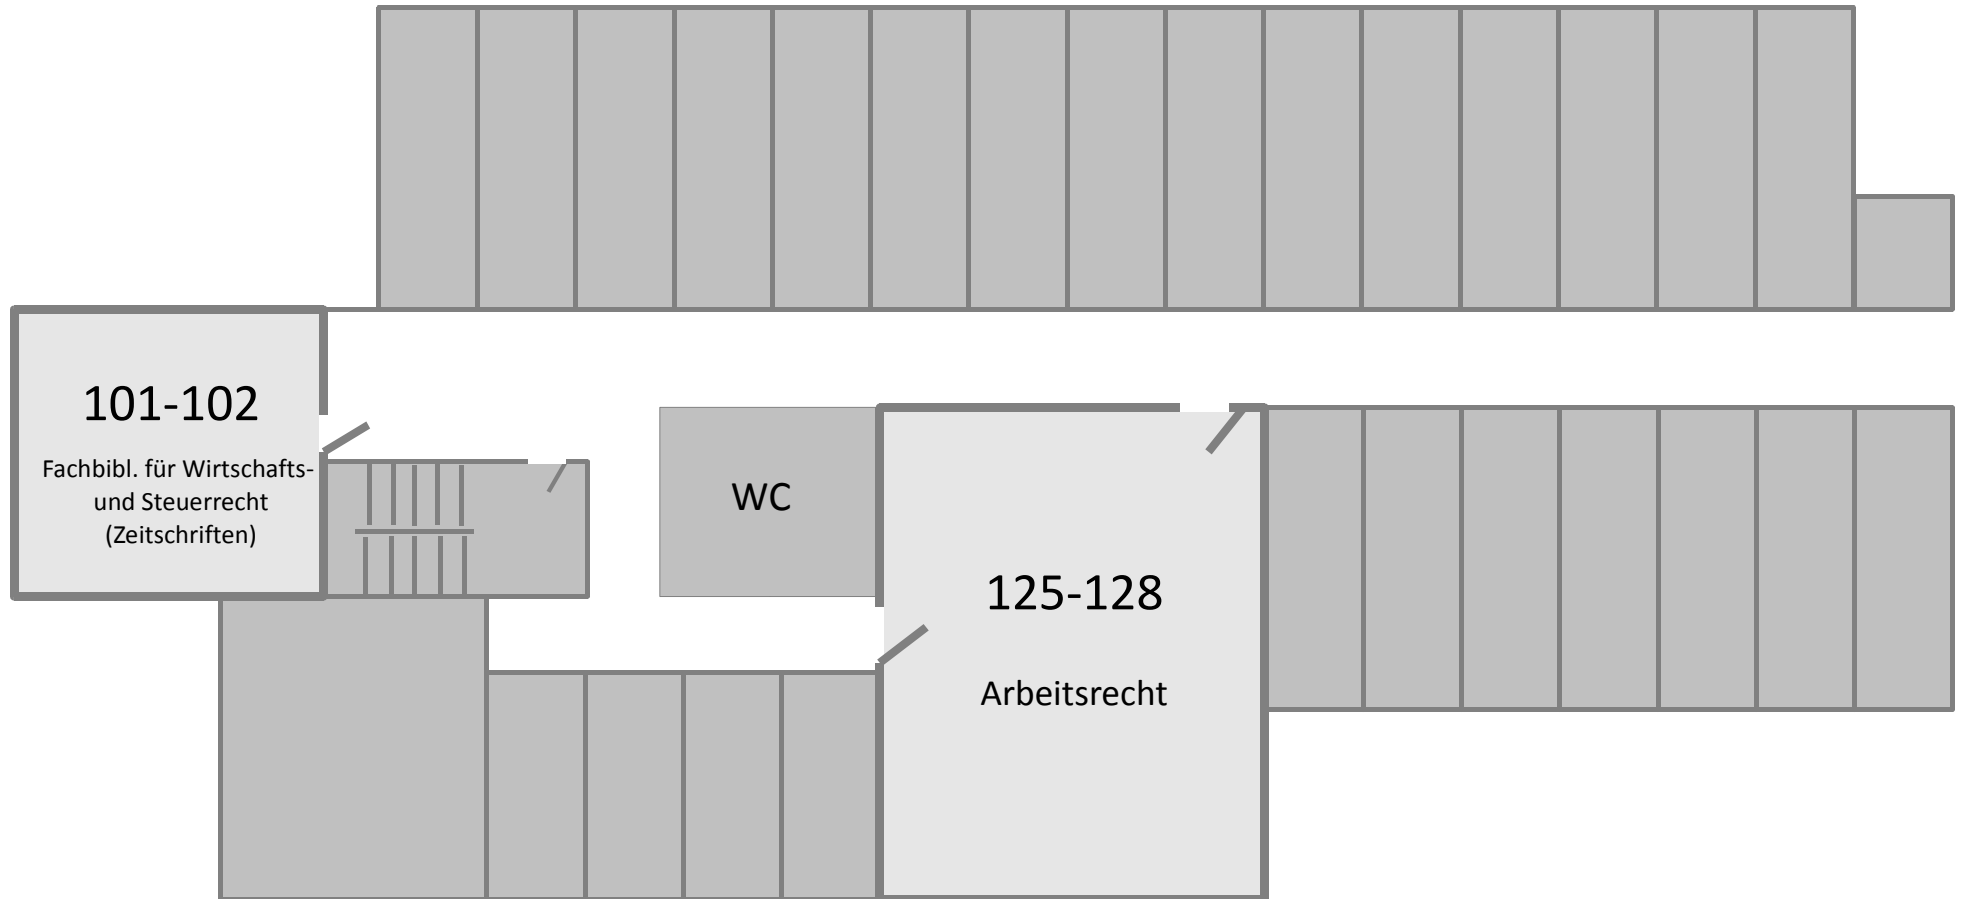 101-102
Fachbibl. für Wirtschafts-
und Steuerrecht
(Zeitschriften)
WC
125-128
Arbeitsrecht